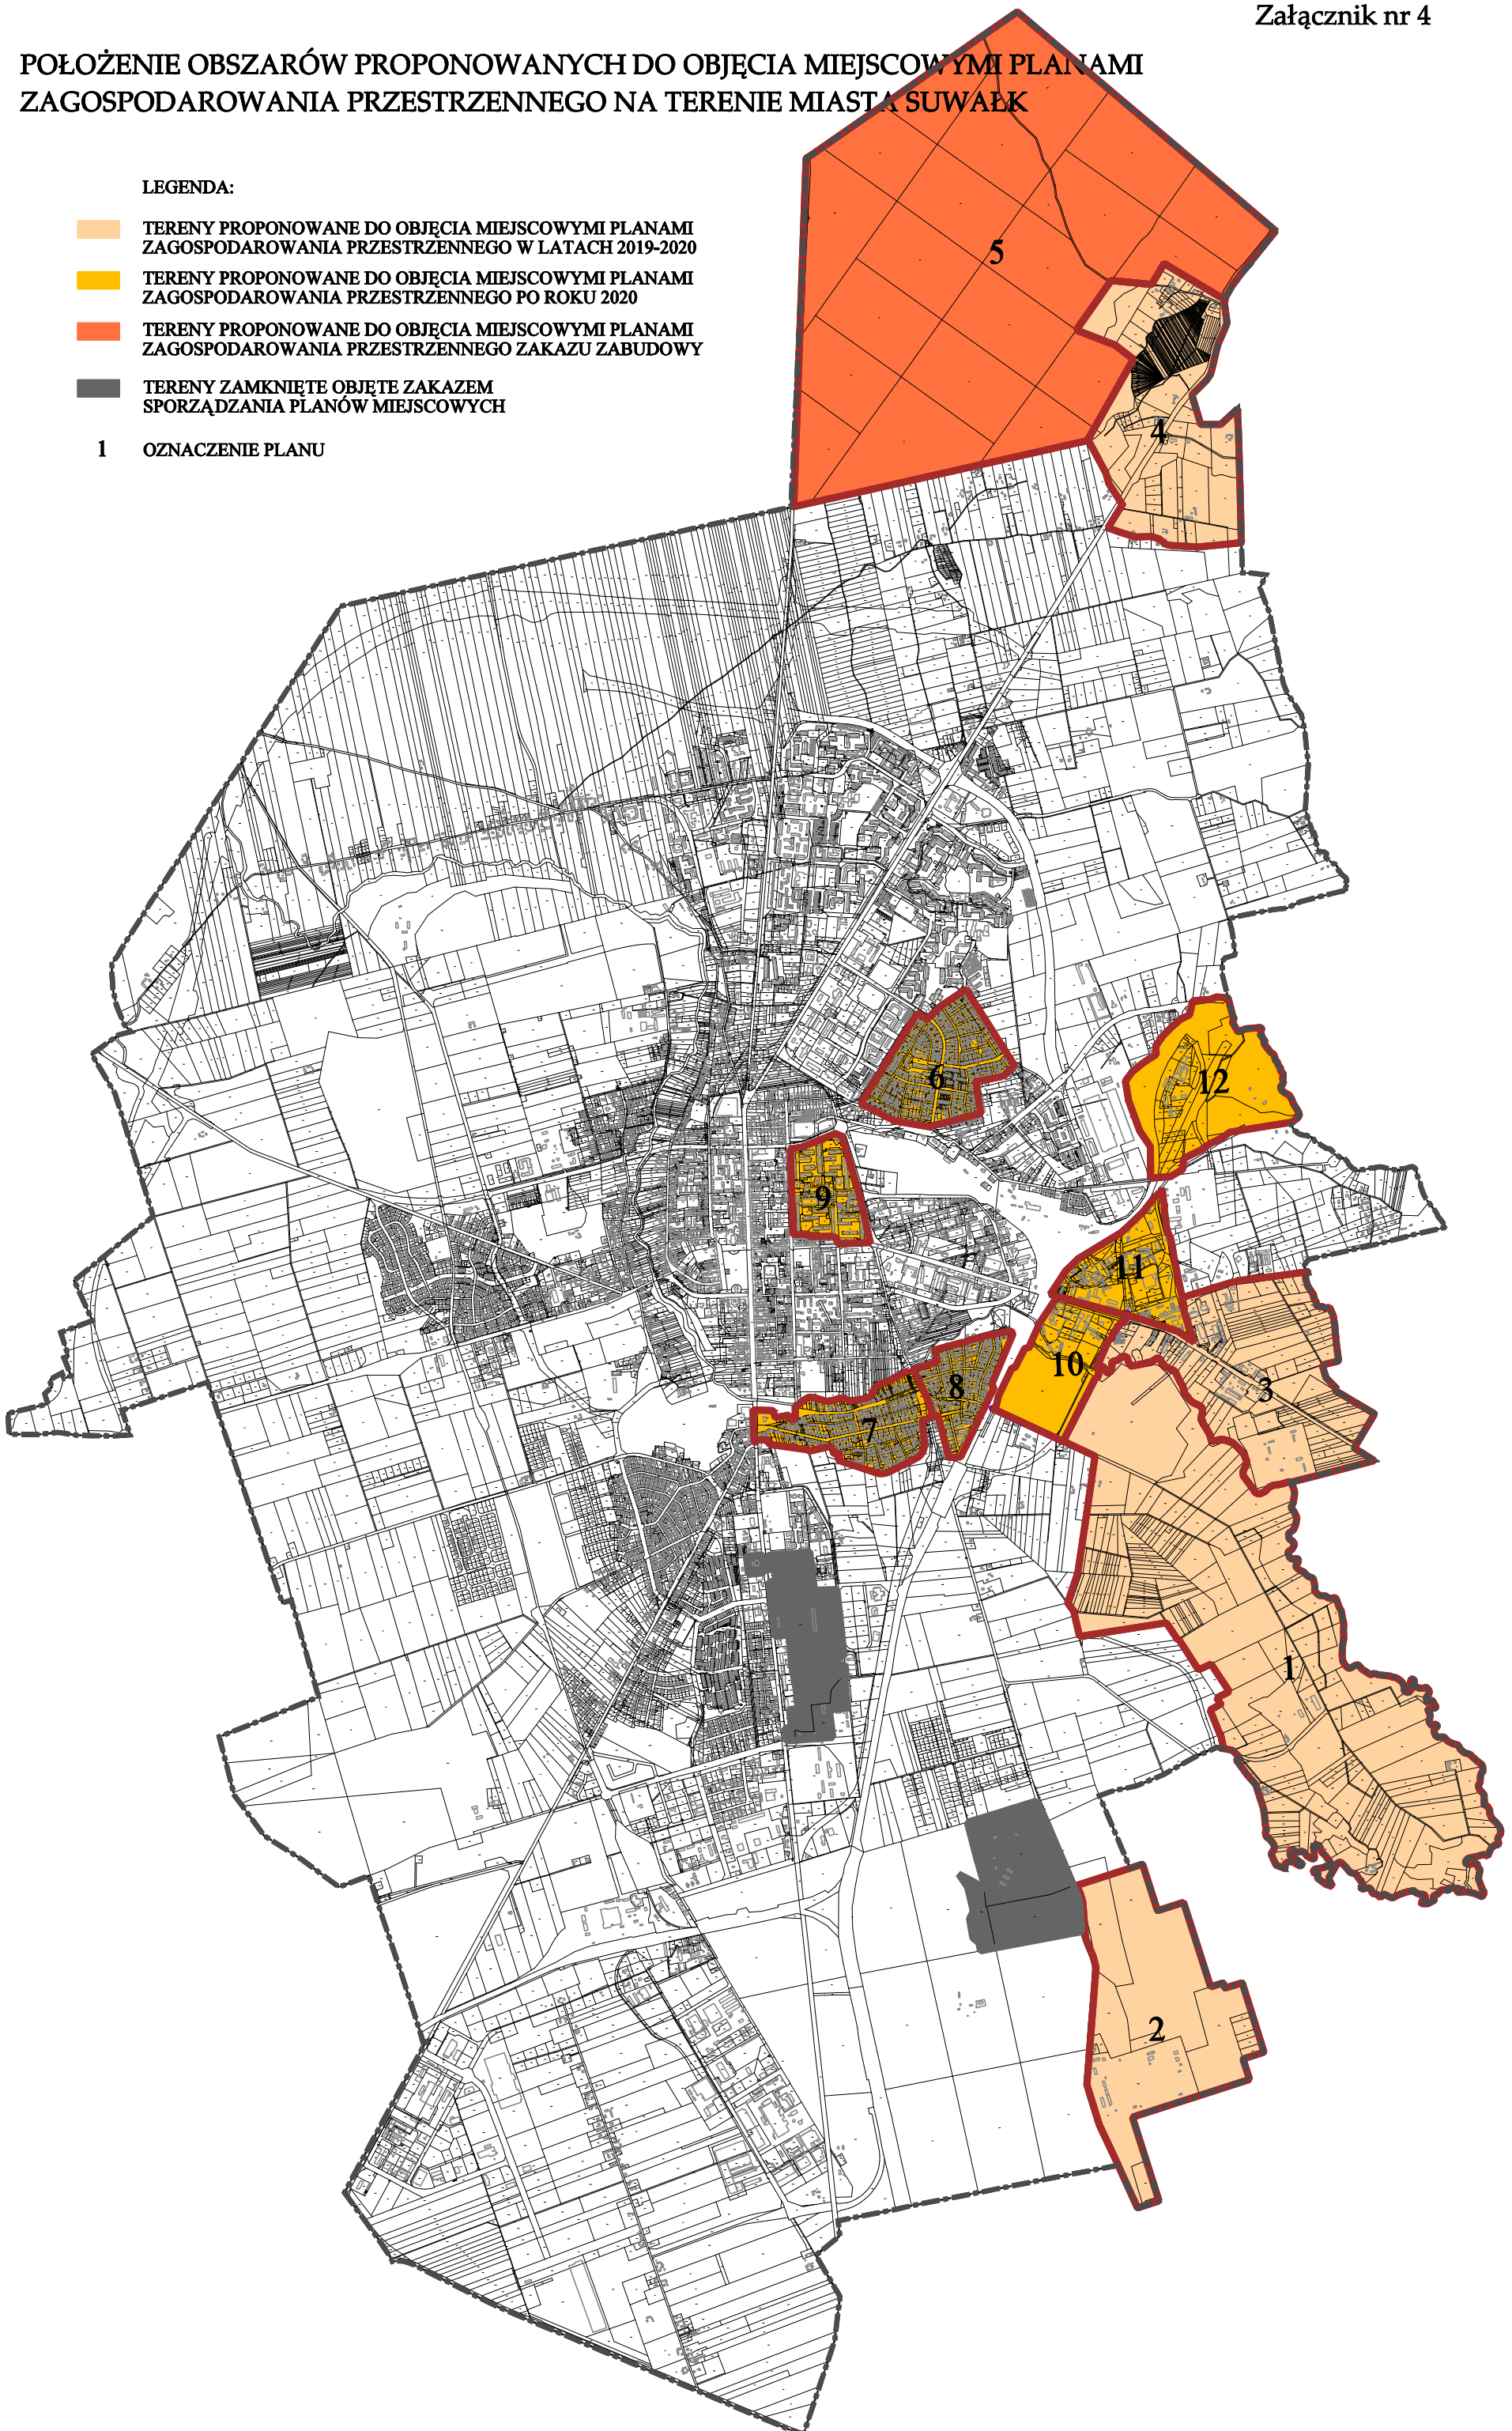 Załącznik nr 4
POŁOŻENIE OBSZARÓW PROPONOWANYCH DO OBJĘCIA MIEJSCOWYMI PLANAMI
ZAGOSPODAROWANIA PRZESTRZENNEGO NA TERENIE MIASTA SUWAŁK
LEGENDA:
TERENY PROPONOWANE DO OBJĘCIA MIEJSCOWYMI PLANAMI
ZAGOSPODAROWANIA PRZESTRZENNEGO W LATACH 2019-2020
TERENY PROPONOWANE DO OBJĘCIA MIEJSCOWYMI PLANAMI
ZAGOSPODAROWANIA PRZESTRZENNEGO PO ROKU 2020
TERENY PROPONOWANE DO OBJĘCIA MIEJSCOWYMI PLANAMI
ZAGOSPODAROWANIA PRZESTRZENNEGO ZAKAZU ZABUDOWY
TERENY ZAMKNIĘTE OBJĘTE ZAKAZEM
SPORZĄDZANIA PLANÓW MIEJSCOWYCH
1 OZNACZENIE PLANU
5
4
6
12
9
11
10
8
3
7
1
2